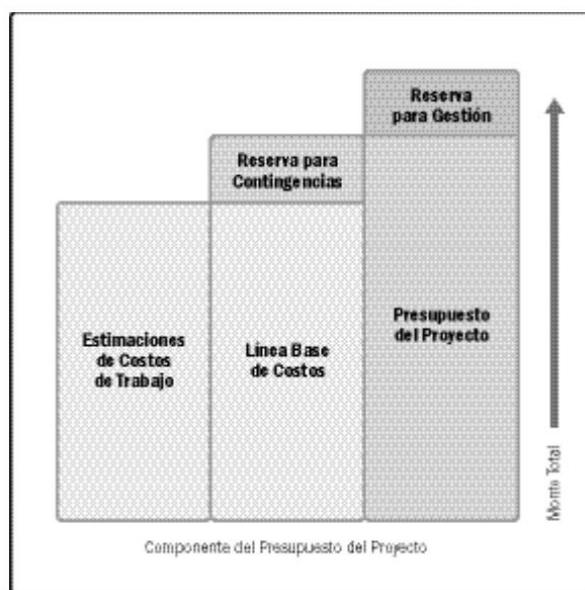 Reserva
para Gestión
Reserva para
Contingencias
Estimaciones
de Costos
de Trabajo
Línea Base
de Costos
Presupuesto
del Proyecto
Monto Total
Componente del Presupuesto del Proyecto